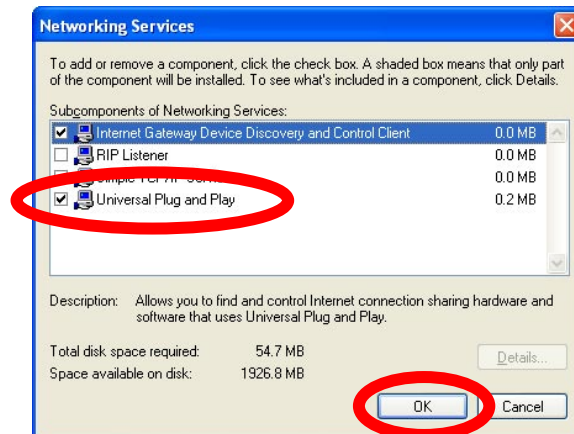 Networking Services
To add or remove a component, click the check box. A shaded box means that only part
of the component will be installed. To see what's included in a component, click Details.
Subcomponents of Networking Services:
Internet Gateway Device Discovery and Control Client 0.0 MB
RIP Listener 0.0 MB
0.0 MB
Universal Plug and Play 0.2 MB
Description: Allows you to find and control Internet connection sharing hardware and
software that uses Universal Plug and Play.
Total disk space required: 54.7 MB
Details...
Space available on disk: 1926.8 MB
OK Cancel